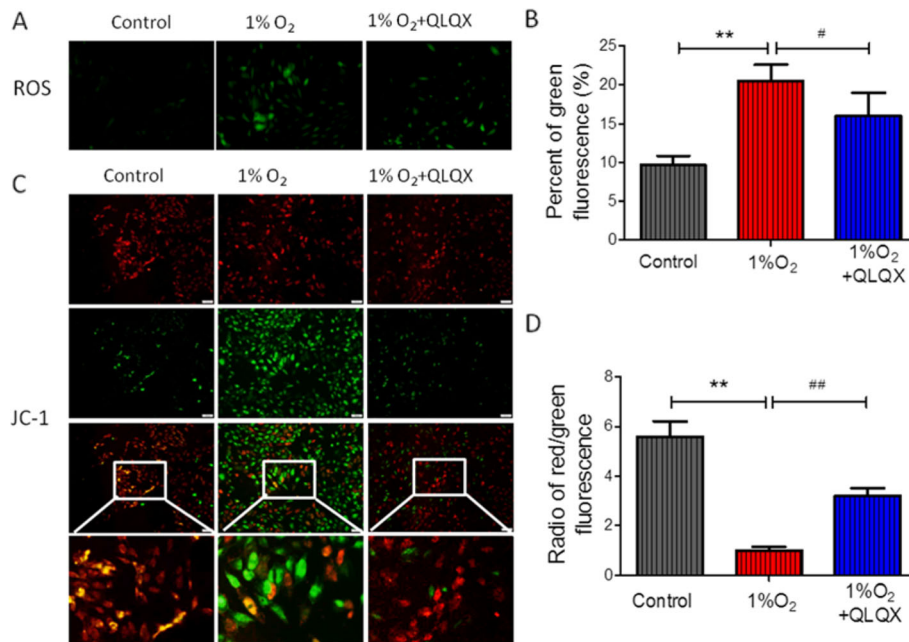 A
Control
1% O₂
1% O₂+QLQX
ROS
B
Percent of green
fluorescence (%)
25
20
15
10
5
0
**
#
Control
1%O₂
1%O₂
+QLQX
C
Control
1% O₂
1% O₂+QLQX
JC-1
D
Radio of red/green
fluorescence
8
6
4
2
0
**
##
Control
1%O₂
1%O₂
+QLQX